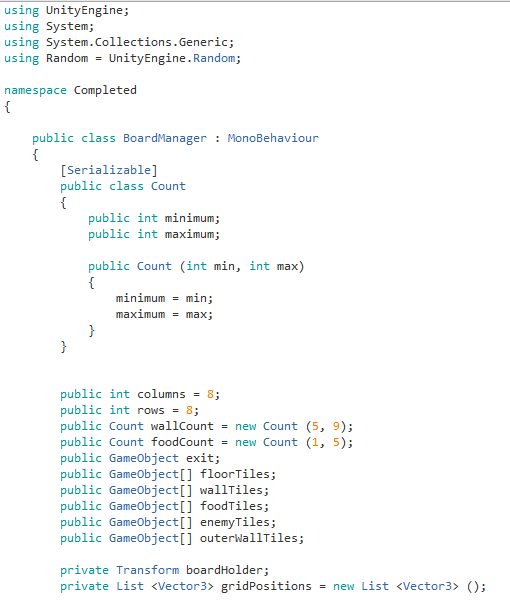 using UnityEngine;
using System;
using System.Collections.Generic;
using Random = UnityEngine.Random;

namespace Completed
{

    public class BoardManager : MonoBehaviour
    {
        [Serializable]
        public class Count
        {
            public int minimum;
            public int maximum;

            public Count (int min, int max)
            {
                minimum = min;
                maximum = max;
            }
        }


        public int columns = 8;
        public int rows = 8;
        public Count wallCount = new Count (5, 9);
        public Count foodCount = new Count (1, 5);
        public GameObject exit;
        public GameObject[] floorTiles;
        public GameObject[] wallTiles;
        public GameObject[] foodTiles;
        public GameObject[] enemyTiles;
        public GameObject[] outerWallTiles;

        private Transform boardHolder;
        private List <Vector3> gridPositions = new List <Vector3> ();